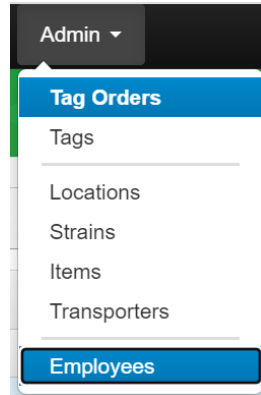 Admin
Tag Orders
Tags
Locations
Strains
Items
Transporters
Employees